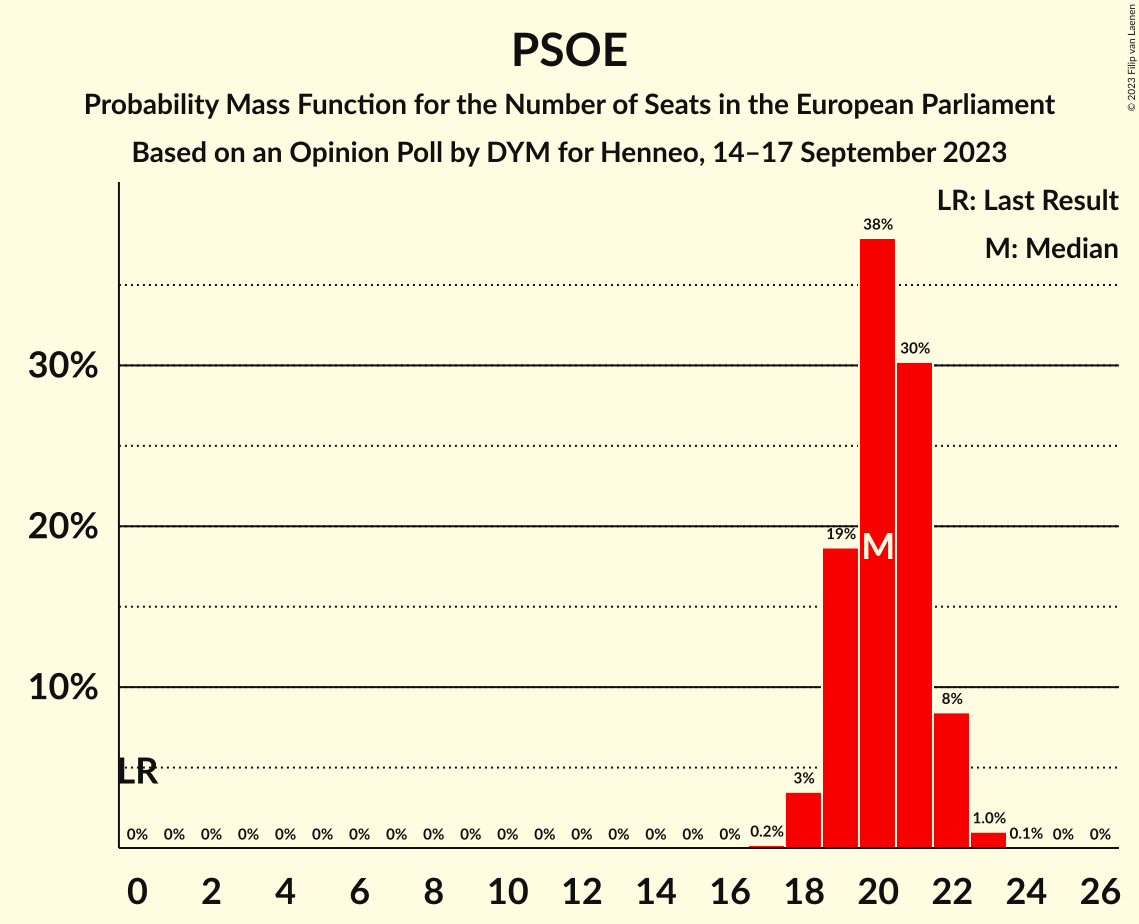 PSOE
Probability Mass Function for the Number of Seats in the European Parliament
Based on an Opinion Poll by DYM for Henneo, 14–17 September 2023
© 2023 Filip van Laenen
LR: Last Result
M: Median
38%
30%
30%
20%
19%
M
10%
8%
LR
3%
0% 0% 0% 0% 0% 0% 0% 0% 0% 0% 0% 0% 0% 0% 0% 0% 0% 0.2% 1.0% 0.1% 0% 0%
0 2 4 6 8 10 12 14 16 18 20 22 24 26